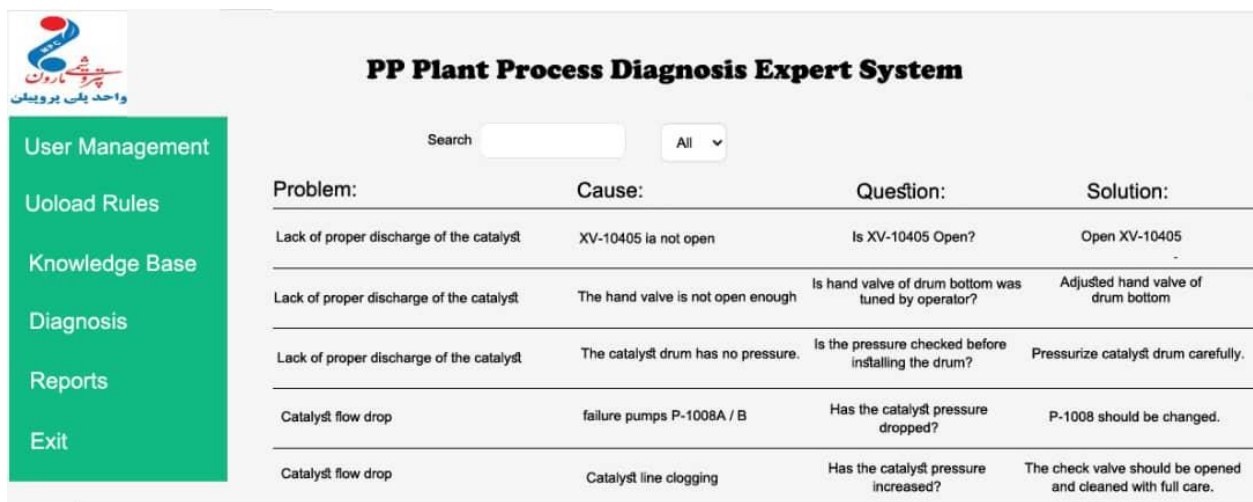 MPC
پتروشیمی مارون
واحد پلی پروپیلن
PP Plant Process Diagnosis Expert System
User Management
Uoload Rules
Knowledge Base
Diagnosis
Reports
Exit
Search All
Problem: Cause: Question: Solution:
Lack of proper discharge of the catalyst XV-10405 ia not open Is XV-10405 Open? Open XV-10405
Lack of proper discharge of the catalyst The hand valve is not open enough Is hand valve of drum bottom was
tuned by operator? Adjusted hand valve of
drum bottom
Lack of proper discharge of the catalyst The catalyst drum has no pressure. Is the pressure checked before
installing the drum? Pressurize catalyst drum carefully.
Catalyst flow drop failure pumps P-1008A / B Has the catalyst pressure
dropped? P-1008 should be changed.
Catalyst flow drop Catalyst line clogging Has the catalyst pressure
increased? The check valve should be opened
and cleaned with full care.